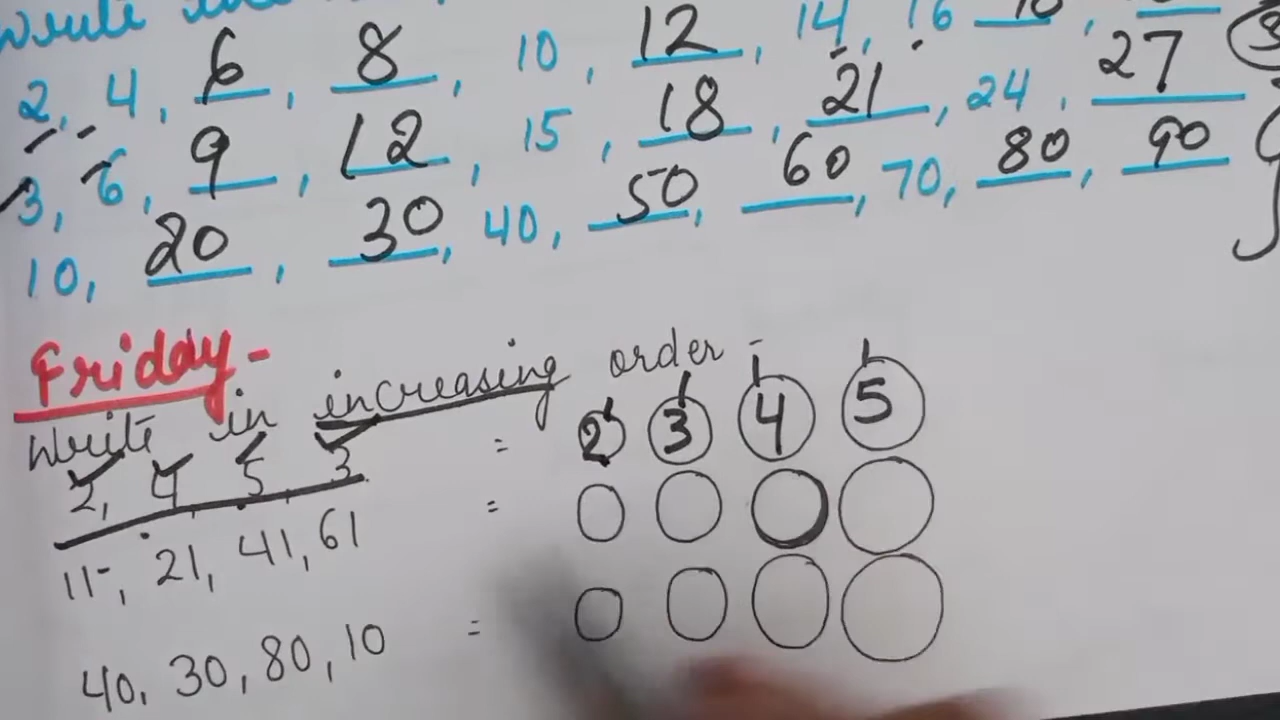 Write
2, 4, 6, 8, 10, 12, 14, 16
3, 6, 9, 12, 15, 18, 21, 24, 27
10, 20, 30, 40, 50, 60, 70, 80, 90
Friday-
Write in increasing order -
2, 4, 5, 3 = 2 3 4 5
11, 21, 41, 61 =
40, 30, 80, 10 =